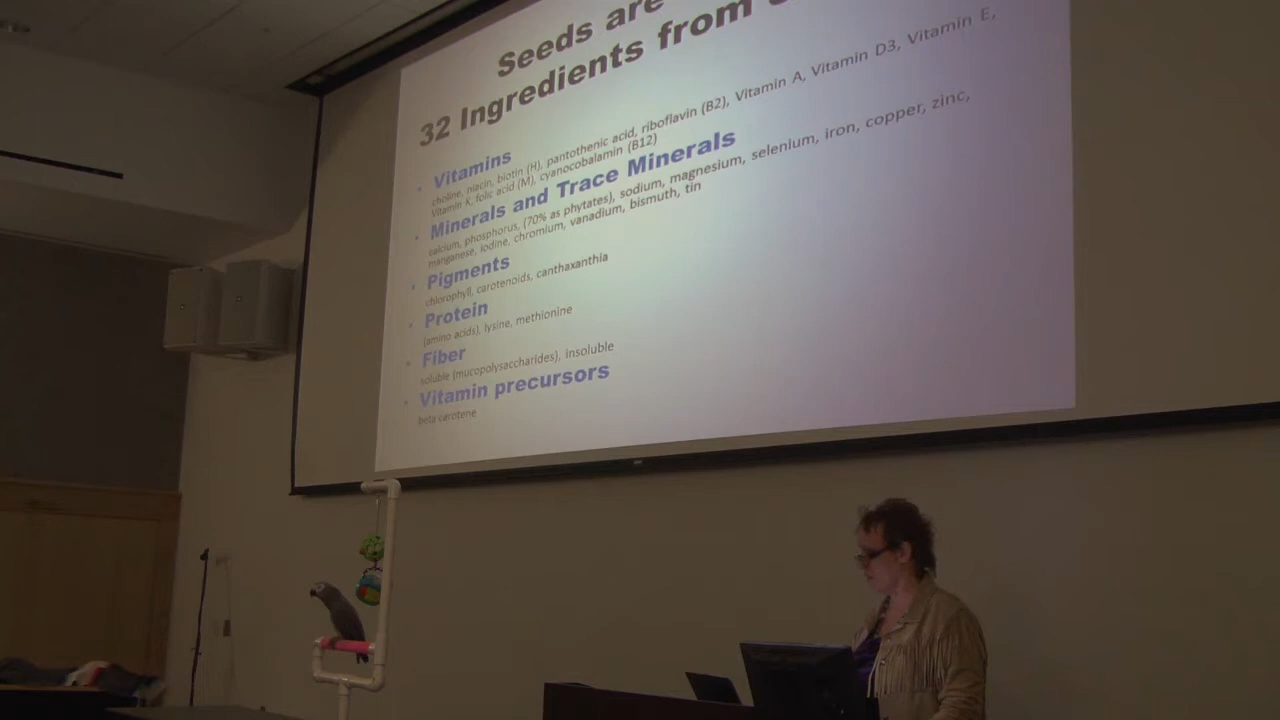 Seeds are
32 Ingredients from
• Vitamins
choline, niacin, biotin (H), pantothenic acid, riboflavin (B2), Vitamin A, Vitamin D3, Vitamin E,
Vitamin K, folic acid (M), cyanocobalamin (B12)
• Minerals and Trace Minerals
calcium, phosphorus, (70% as phytates), sodium, magnesium, selenium, iron, copper, zinc,
manganese, iodine, chromium, vanadium, bismuth, tin
• Pigments
chlorophyll, carotenoids, canthaxanthia
• Protein
(amino acids), lysine, methionine
• Fiber
soluble (mucopolysaccharides), insoluble
• Vitamin precursors
beta carotene